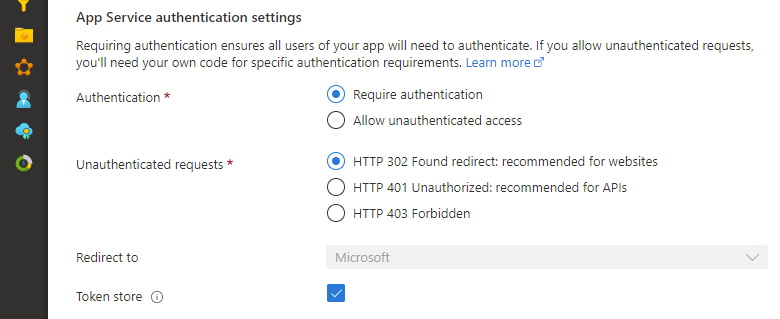 App Service authentication settings
Requiring authentication ensures all users of your app will need to authenticate. If you allow unauthenticated requests,
you'll need your own code for specific authentication requirements. Learn more
Authentication *
Require authentication
Allow unauthenticated access
Unauthenticated requests *
HTTP 302 Found redirect: recommended for websites
HTTP 401 Unauthorized: recommended for APIs
HTTP 403 Forbidden
Redirect to
Microsoft
Token store